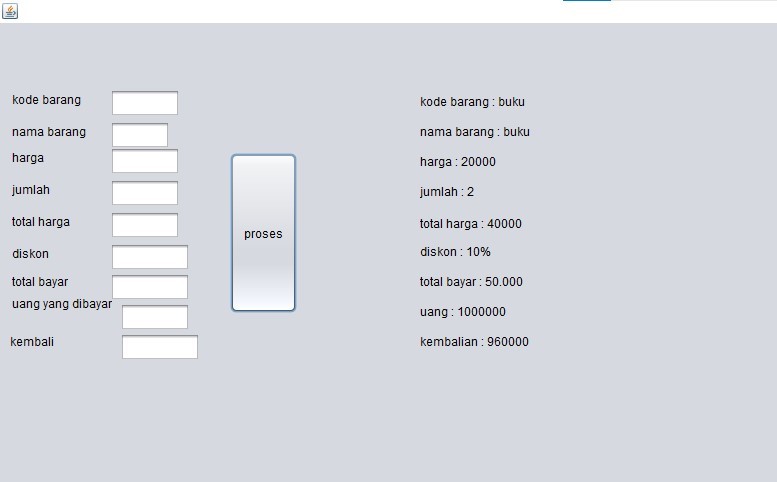 kode barang
nama barang
harga
jumlah
total harga
diskon
total bayar
uang yang dibayar
kembali
proses
kode barang : buku
nama barang : buku
harga : 20000
jumlah : 2
total harga : 40000
diskon : 10%
total bayar : 50.000
uang : 1000000
kembalian : 960000